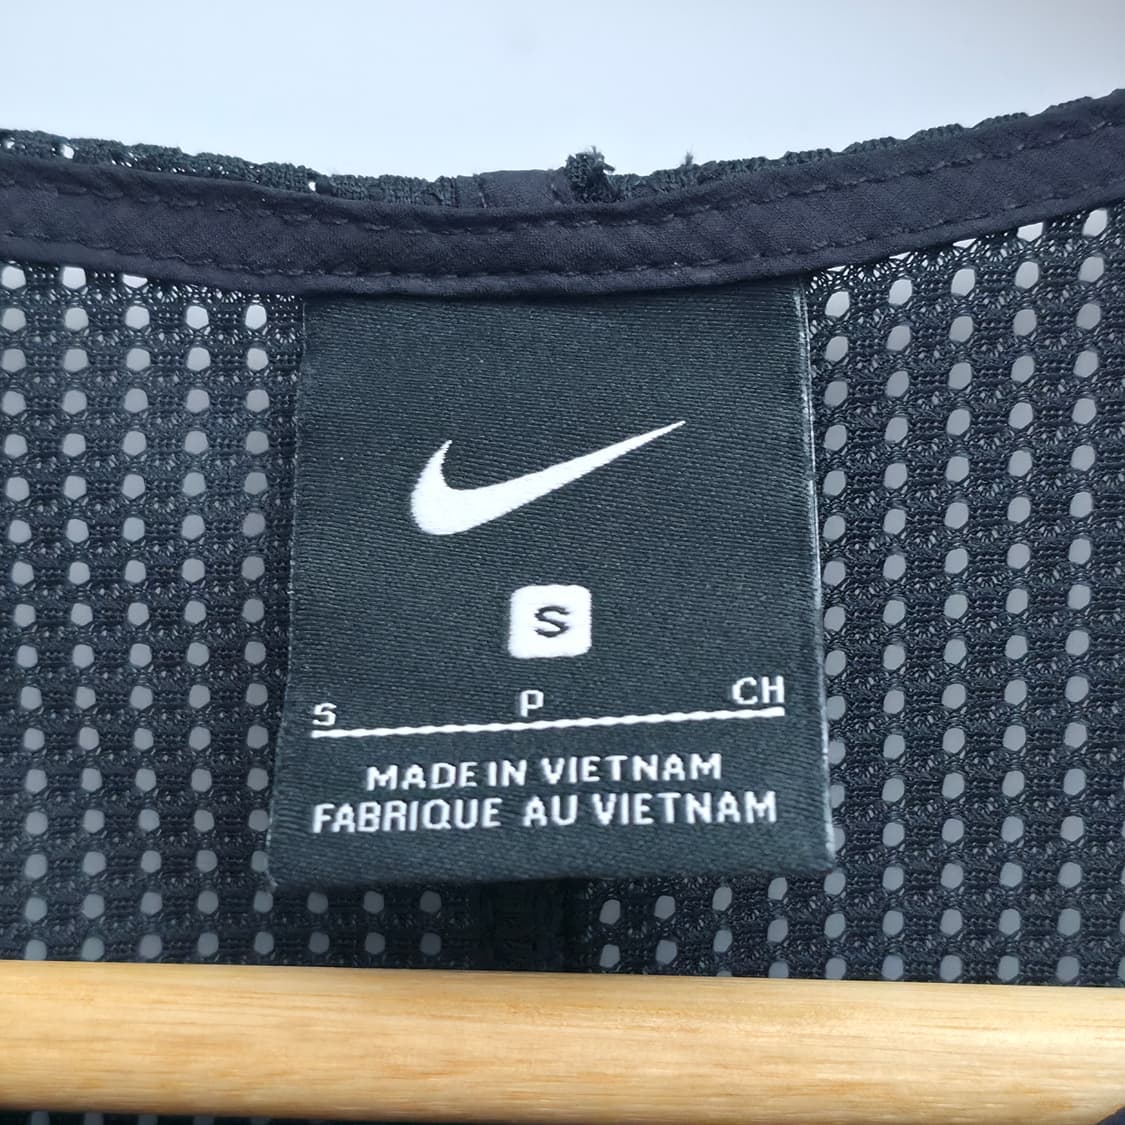 S
S P CH
MADE IN VIETNAM
FABRIQUE AU VIETNAM